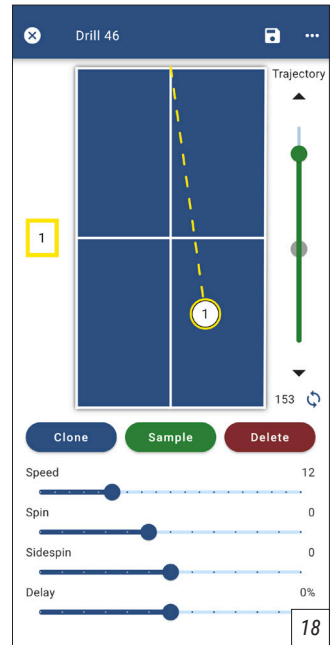 Drill 46
Trajectory
1
1
153
Clone Sample Delete
Speed 12
Spin 0
Sidespin 0
Delay 0%
18